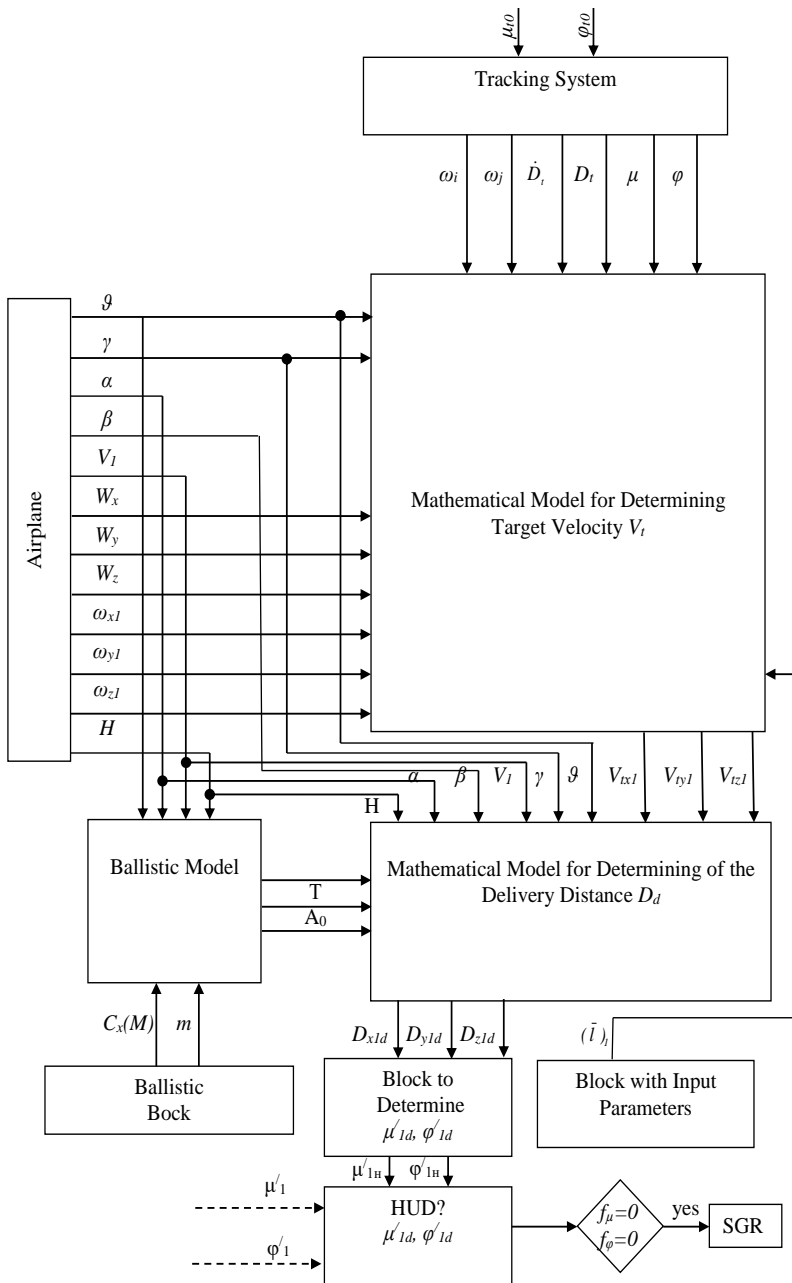 μt0
φt0
Tracking System
ωi
ωj
Ḋt
Dt
μ
φ
Airplane
ϑ
γ
α
β
V1
Wx
Wy
Wz
ωx1
ωy1
ωz1
H
Mathematical Model for Determining
Target Velocity Vt
α
β
V1
γ
ϑ
Vtx1
Vty1
Vtz1
H
Ballistic Model
T
A0
Mathematical Model for Determining of the
Delivery Distance Dd
Cx(M)
m
Ballistic
Bock
Dx1d
Dy1d
Dz1d
(l̄)1
Block to
Determine
μ/1d, φ/1d
Block with Input
Parameters
μ/1н
φ/1н
μ/1
φ/1
HUD?
μ/1d, φ/1d
fμ=0
fφ=0
yes
SGR